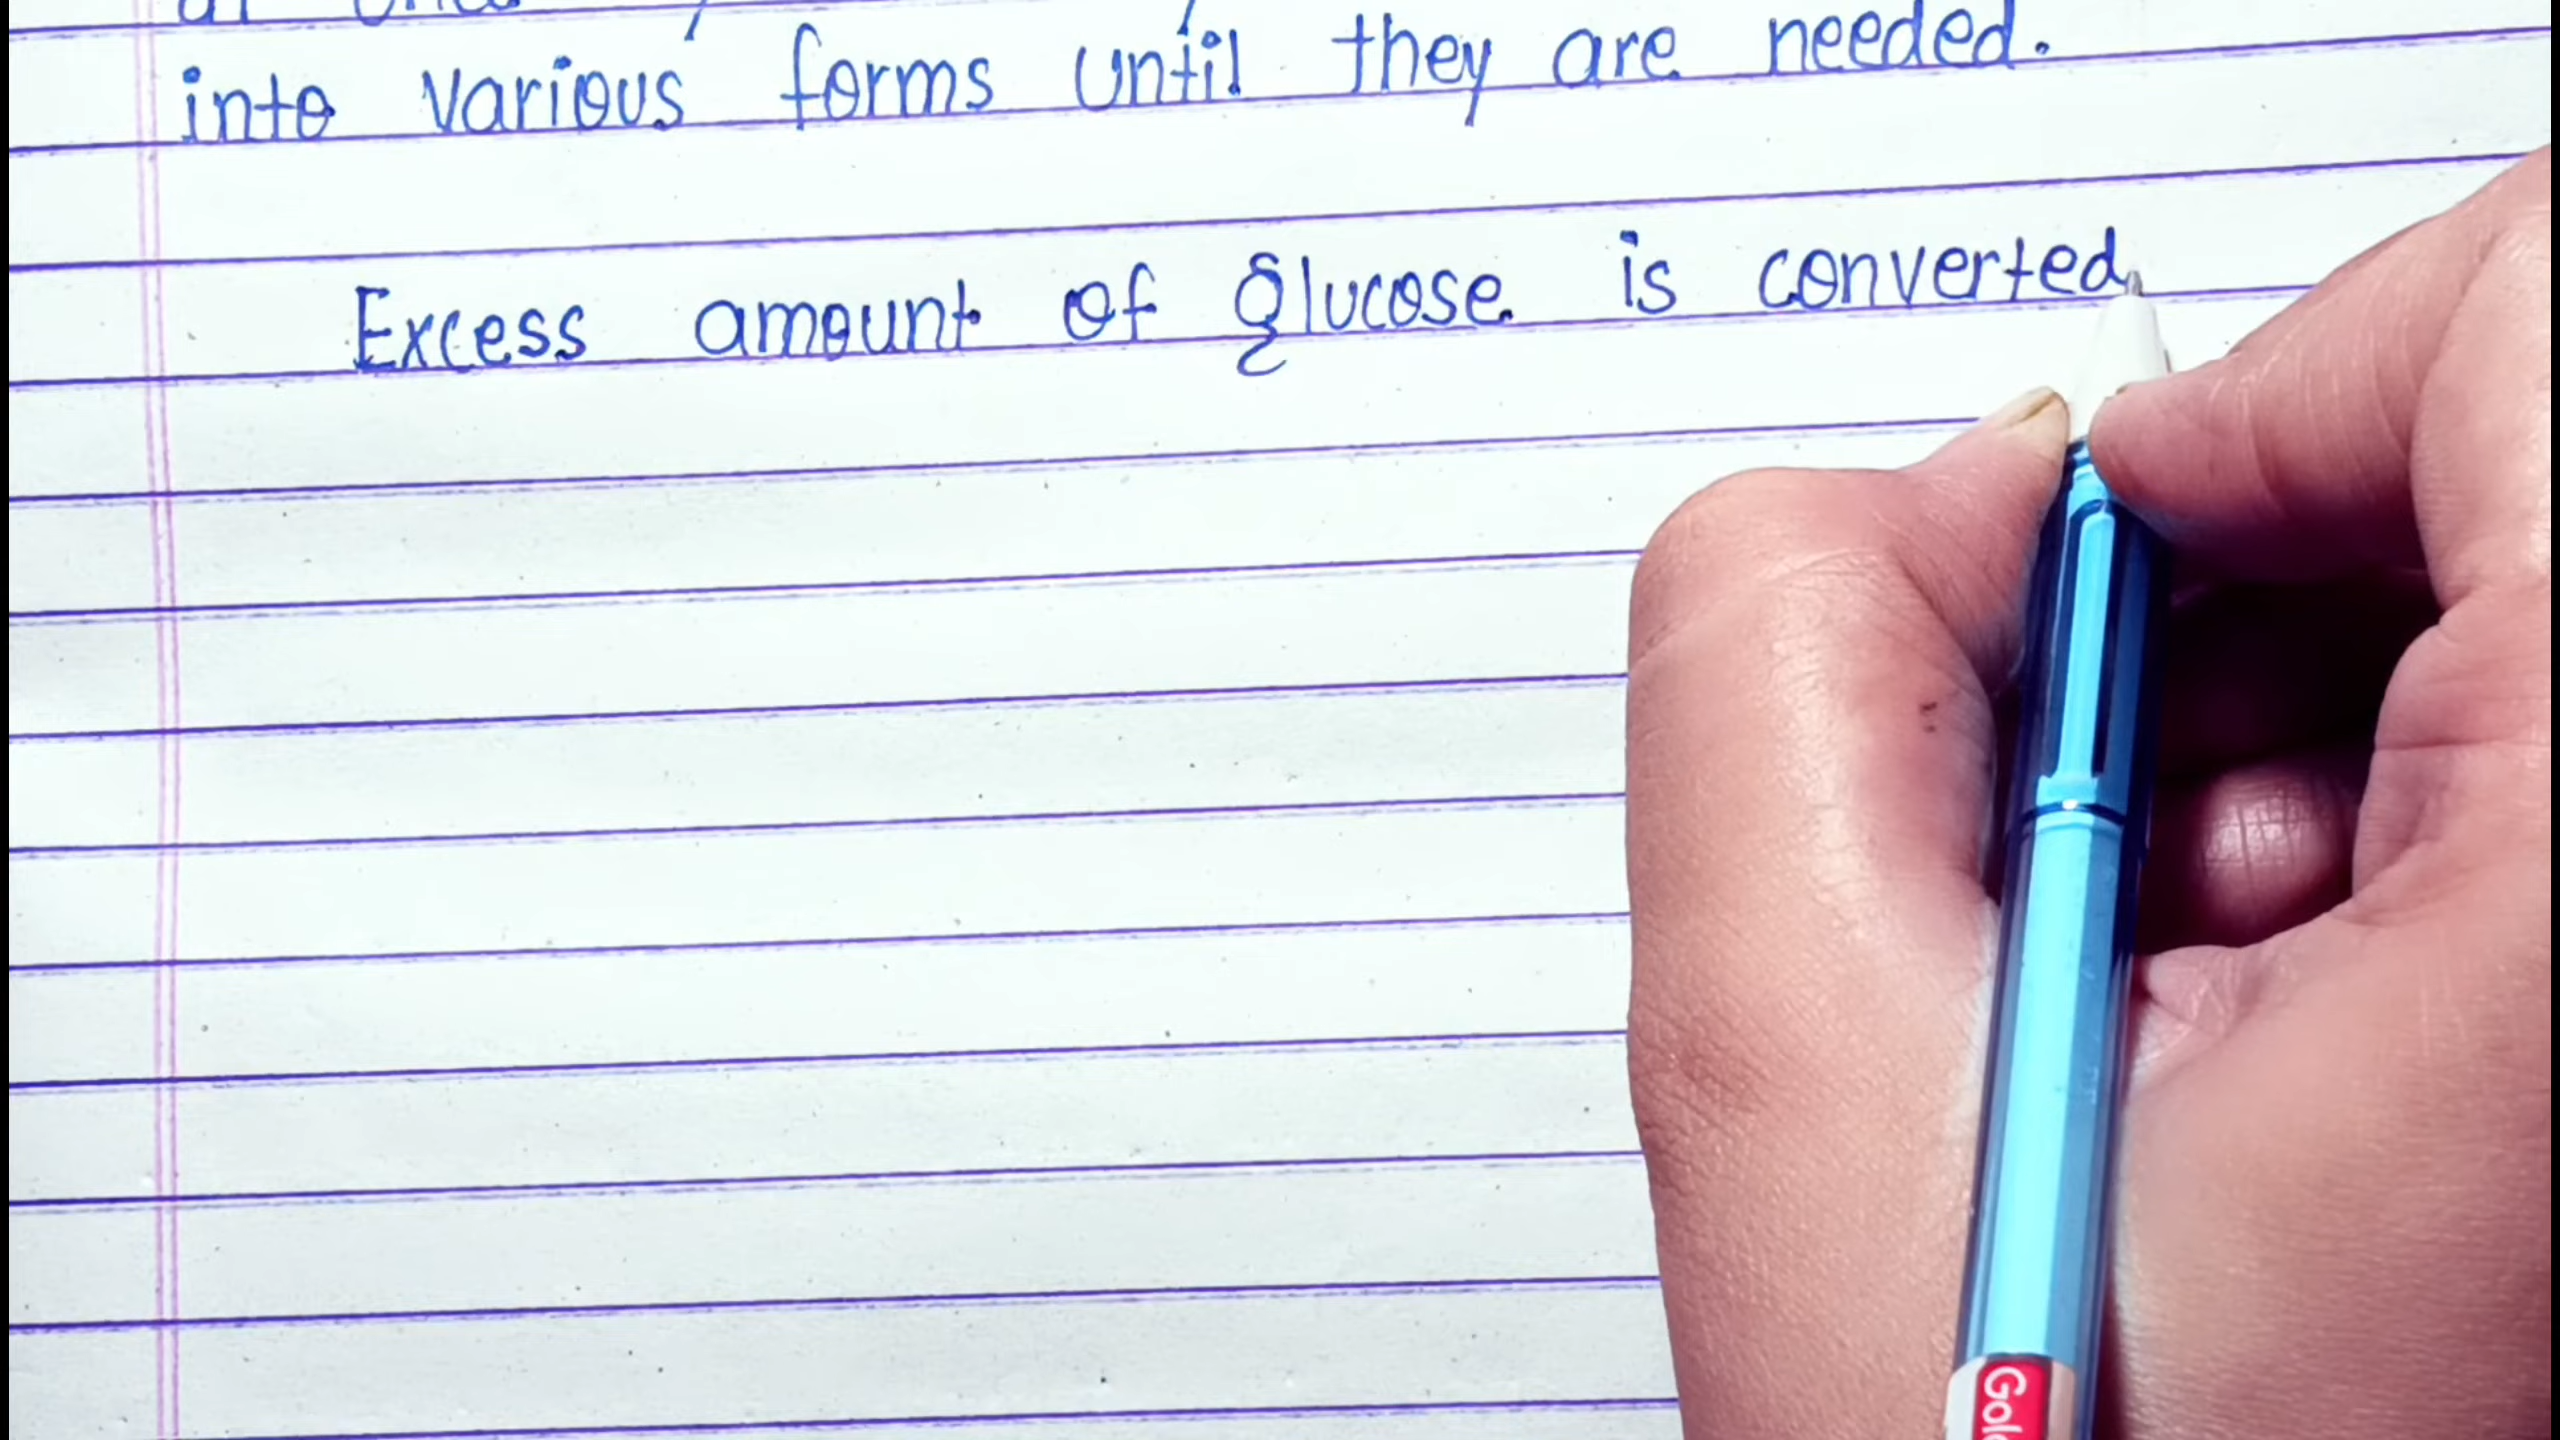 into various forms until they are needed.
Excess amount of glucose is converted